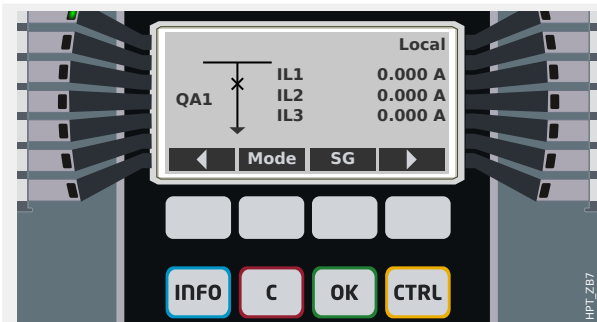 Local
IL1 0.000 A
QA1 IL2 0.000 A
IL3 0.000 A
Mode SG
INFO C OK CTRL
HPT_ZB7